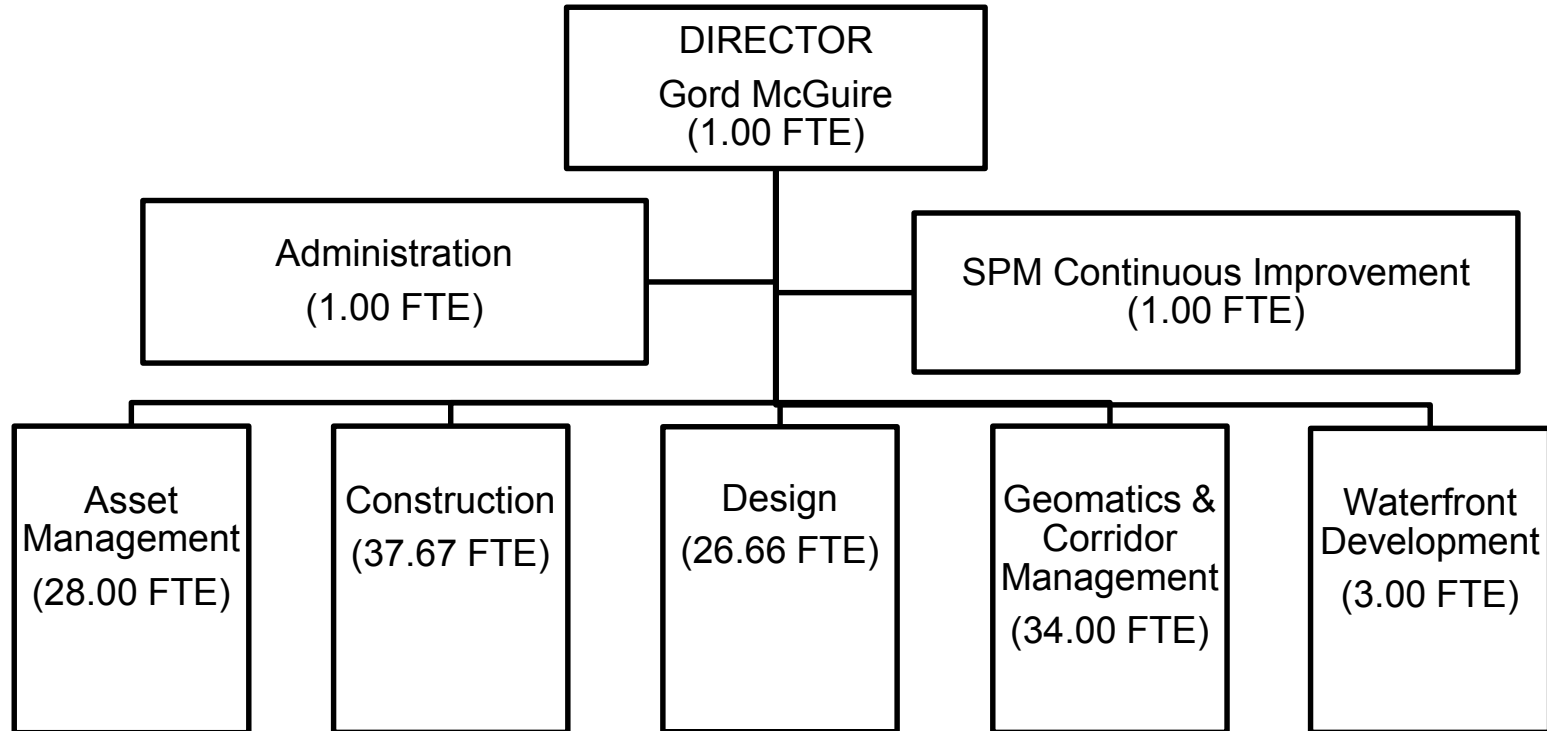 DIRECTOR
Gord McGuire
(1.00 FTE)
Administration
(1.00 FTE)
SPM Continuous Improvement
(1.00 FTE)
Asset
Management
(28.00 FTE)
Construction
(37.67 FTE)
Design
(26.66 FTE)
Geomatics &
Corridor
Management
(34.00 FTE)
Waterfront
Development
(3.00 FTE)